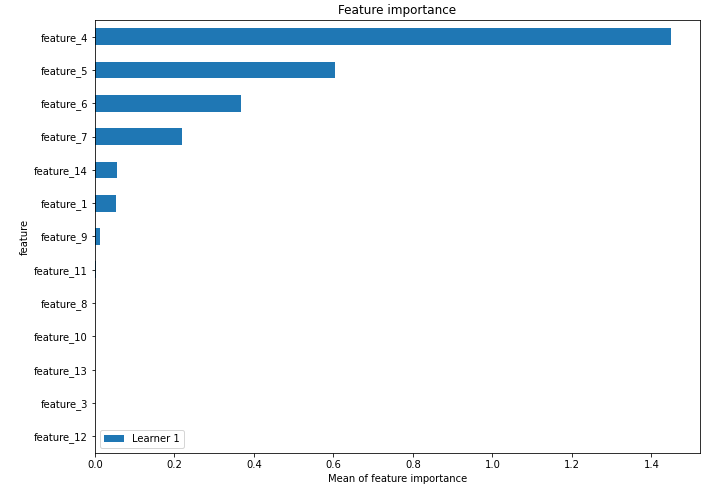 Feature importance
feature_4
feature_5
feature_6
feature_7
feature_14
feature_1
feature_9
feature_11
feature_8
feature_10
feature_13
feature_3
feature_12
feature
Learner 1
0.0 0.2 0.4 0.6 0.8 1.0 1.2 1.4
Mean of feature importance